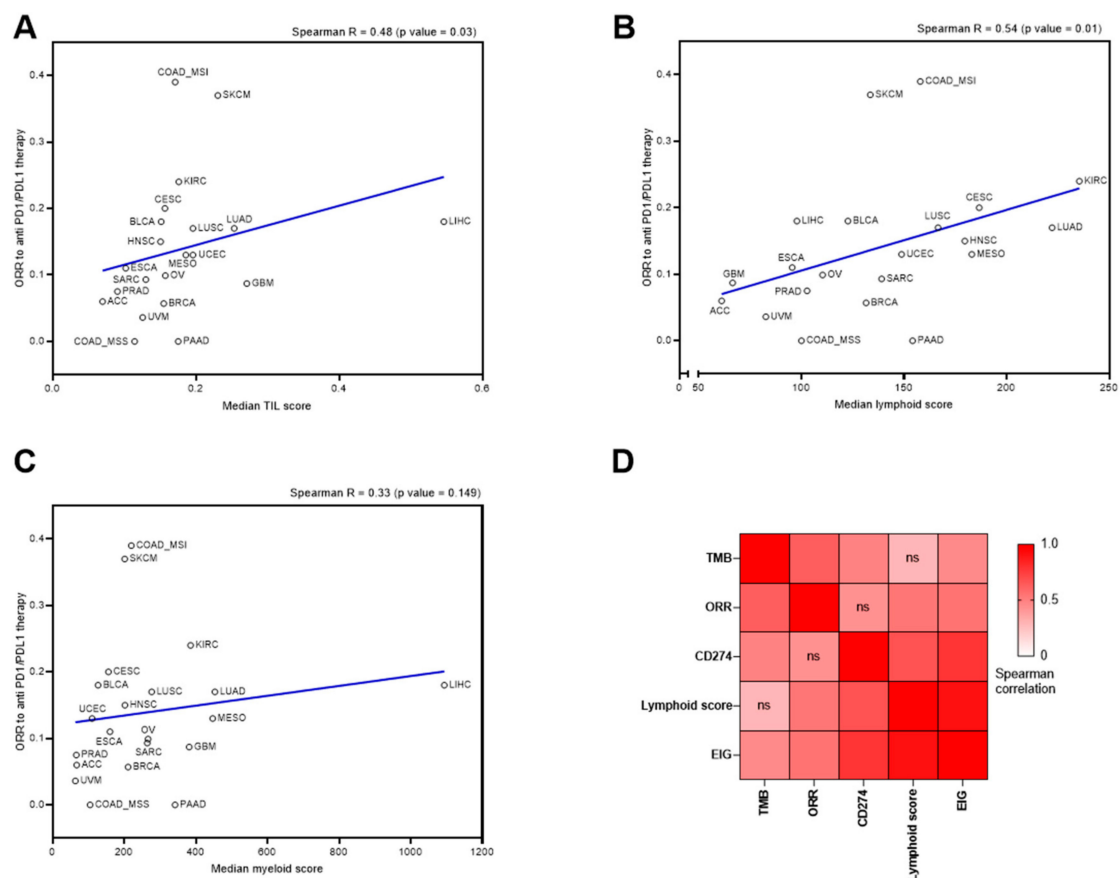 A
Spearman R = 0.48 (p value = 0.03)
ORR to anti PD1/PDL1 therapy
0.4
0.3
0.2
0.1
0.0
COAD_MSI
SKCM
KIRC
CESC
BLCA
LUSC
LUAD
LIHC
HNSC
UCEC
MESO
ESCA
OV
SARC
GBM
PRAD
ACC
BRCA
UVM
COAD_MSS
PAAD
0.0
0.2
0.4
0.6
Median TIL score
B
Spearman R = 0.54 (p value = 0.01)
ORR to anti PD1/PDL1 therapy
0.4
0.3
0.2
0.1
0.0
COAD_MSI
SKCM
KIRC
CESC
LIHC
BLCA
LUSC
LUAD
HNSC
UCEC
MESO
ESCA
OV
SARC
GBM
PRAD
ACC
BRCA
UVM
COAD_MSS
PAAD
0
50
100
150
200
250
Median lymphoid score
C
Spearman R = 0.33 (p value = 0.149)
ORR to anti PD1/PDL1 therapy
0.4
0.3
0.2
0.1
0.0
COAD_MSI
SKCM
KIRC
CESC
BLCA
LUSC
LUAD
LIHC
HNSC
UCEC
MESO
ESCA
OV
SARC
GBM
PRAD
ACC
BRCA
UVM
COAD_MSS
PAAD
0
200
400
600
800
1000
1200
Median myeloid score
D
TMB
ORR
CD274
Lymphoid score
EIG
ns
ns
ns
ns
TMB
ORR
CD274
Lymphoid score
EIG
1.0
0.5
0
Spearman
correlation